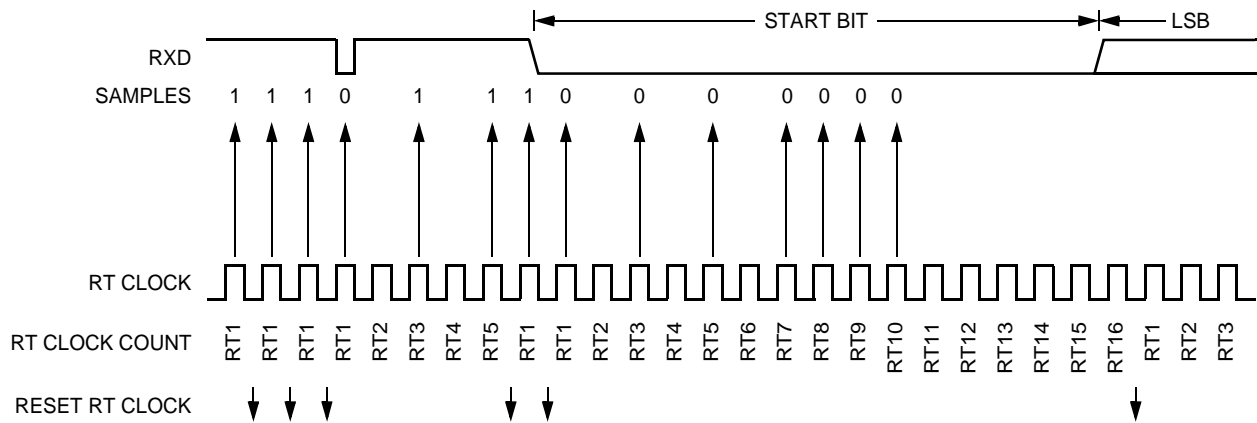 START BIT LSB
RXD
SAMPLES 1 1 1 0 1 1 1 0 0 0 0 0 0 0
RT CLOCK
RT CLOCK COUNT RT1 RT1 RT1 RT1 RT2 RT3 RT4 RT5 RT1 RT1 RT2 RT3 RT4 RT5 RT6 RT7 RT8 RT9 RT10 RT11 RT12 RT13 RT14 RT15 RT16 RT1 RT2 RT3
RESET RT CLOCK